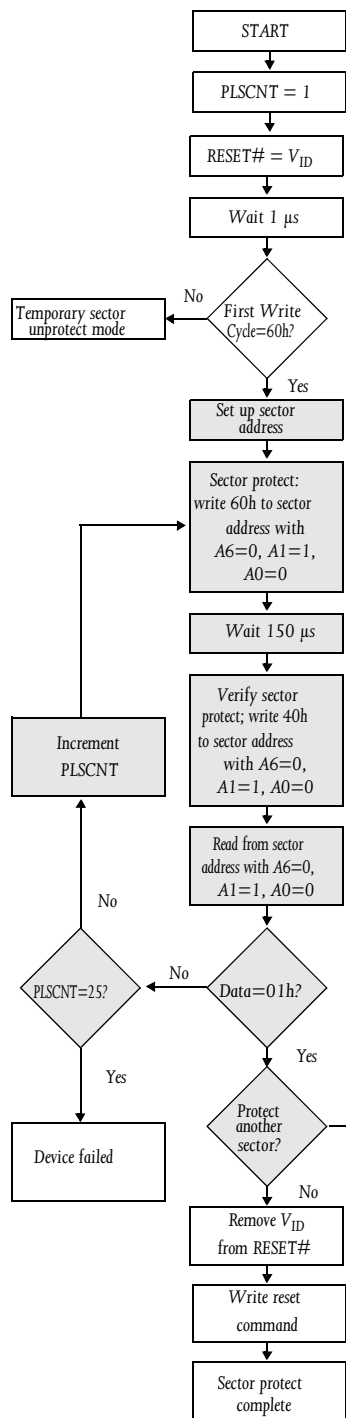 START
PLSCNT = 1
RESET# = VID
Wait 1 µs
First Write
Cycle=60h?
No
Temporary sector
unprotect mode
Yes
Set up sector
address
Sector protect:
write 60h to sector
address with
A6=0, A1=1,
A0=0
Wait 150 µs
Verify sector
protect; write 40h
to sector address
with A6=0,
A1=1, A0=0
Increment
PLSCNT
Read from sector
address with A6=0,
A1=1, A0=0
No
No
Data=01h?
PLSCNT=25?
Yes
Yes
Protect
another
sector?
Device failed
No
Remove VID
from RESET#
Write reset
command
Sector protect
complete